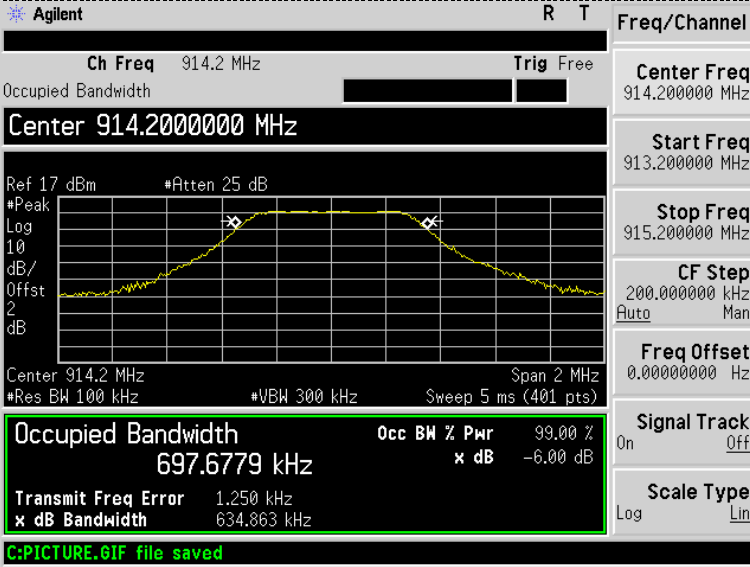 Agilent R T
Ch Freq 914.2 MHz Trig Free
Occupied Bandwidth
Center 914.2000000 MHz
Ref 17 dBm #Atten 25 dB
#Peak
Log
10
dB/
Offst
2
dB
Center 914.2 MHz Span 2 MHz
#Res BW 100 kHz #VBW 300 kHz Sweep 5 ms (401 pts)
Occupied Bandwidth Occ BW % Pwr 99.00 %
697.6779 kHz x dB -6.00 dB
Transmit Freq Error 1.250 kHz
x dB Bandwidth 634.863 kHz
C:PICTURE.GIF file saved
Freq/Channel
Center Freq
914.200000 MHz
Start Freq
913.200000 MHz
Stop Freq
915.200000 MHz
CF Step
200.000000 kHz
Auto Man
Freq Offset
0.00000000 Hz
Signal Track
On Off
Scale Type
Log Lin